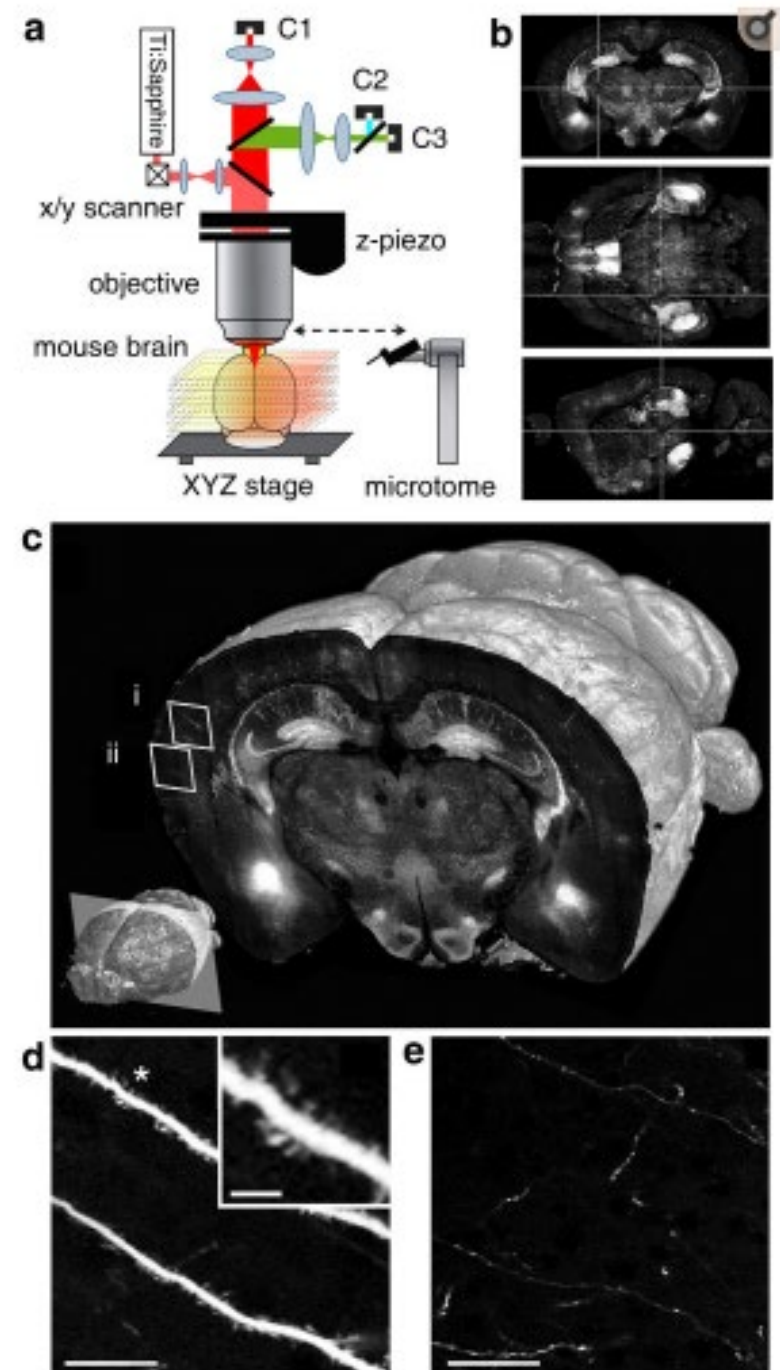 a
C1
Ti:Sapphire
C2
C3
x/y scanner
z-piezo
objective
mouse brain
XYZ stage
microtome
b
c
i
ii
d
*
e